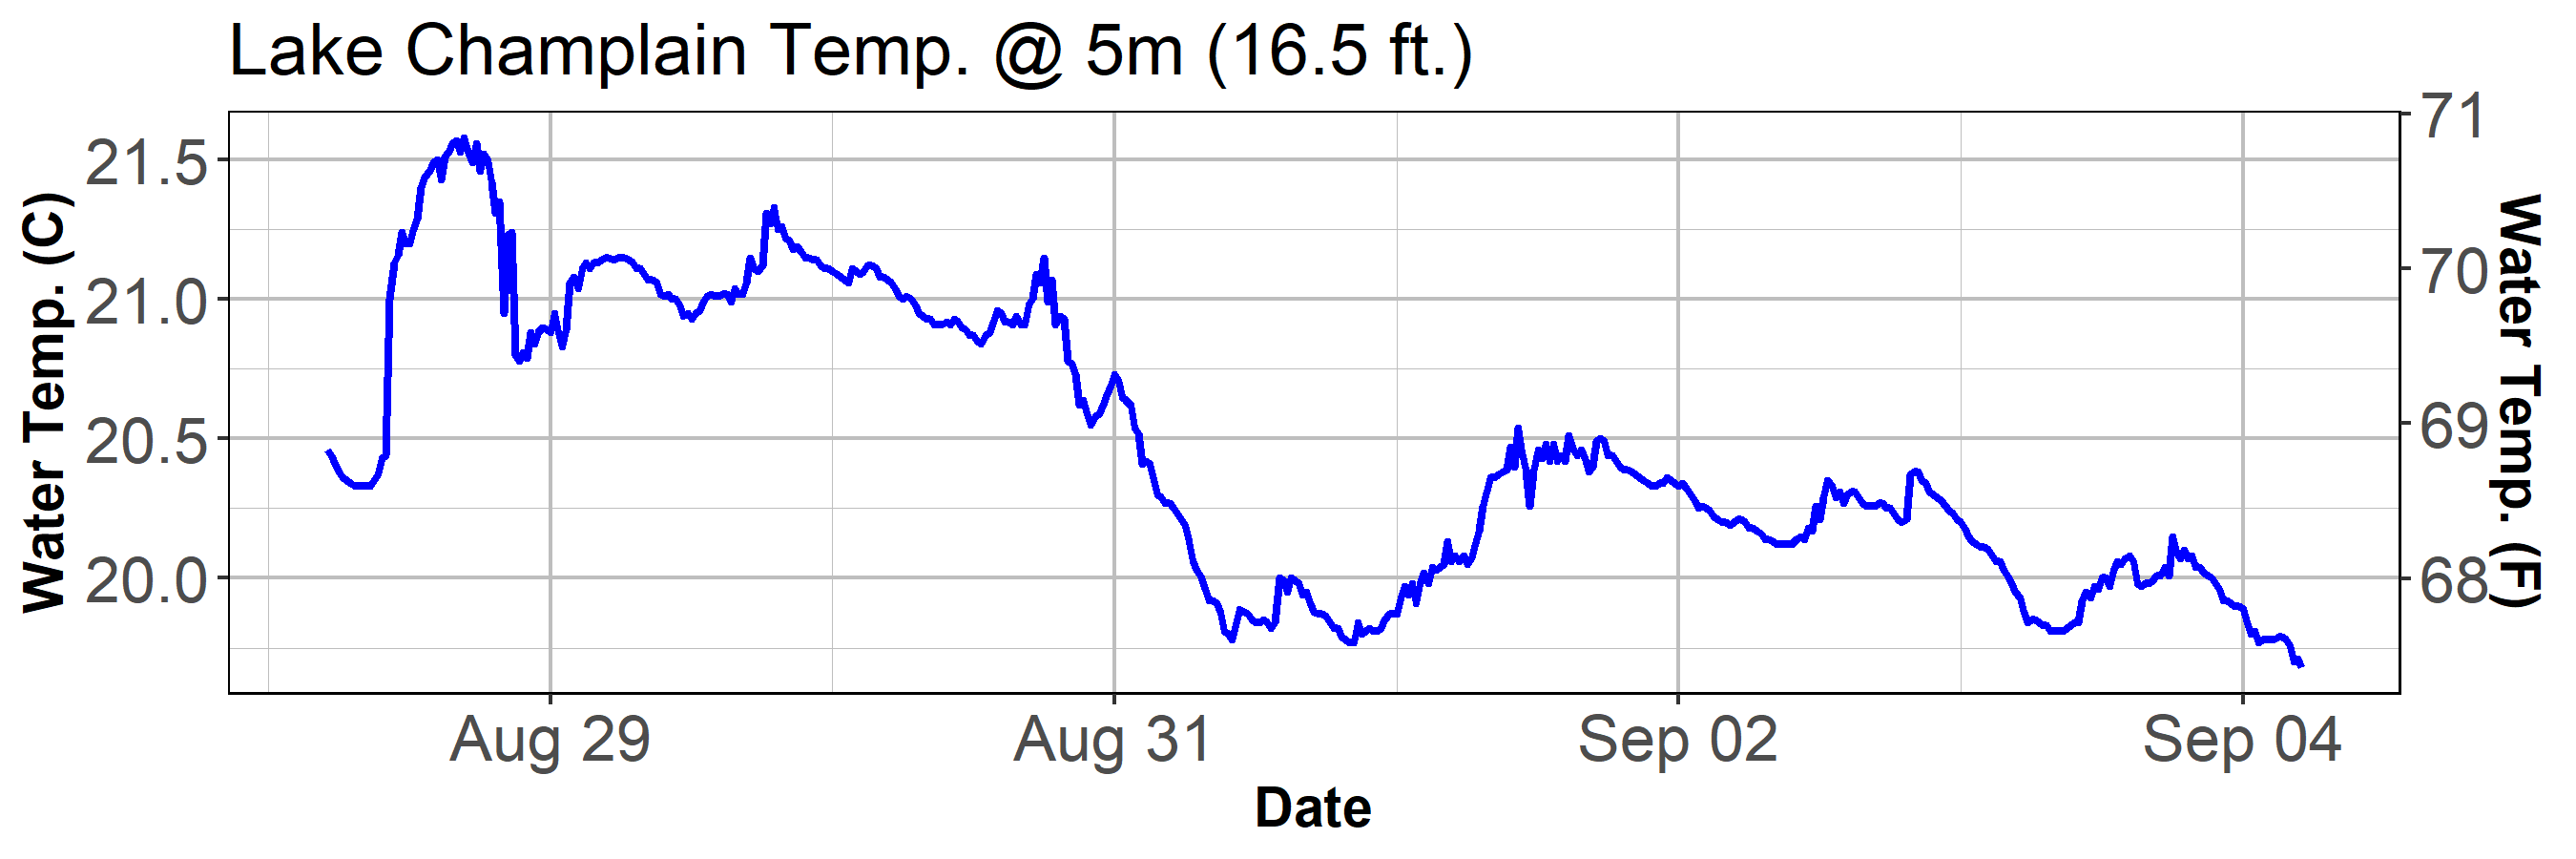 Lake Champlain Temp. @ 5m (16.5 ft.)
Water Temp. (C)
21.5
21.0
20.5
20.0
71
70
69
68
Water Temp. (F)
Aug 29 Aug 31 Sep 02 Sep 04
Date